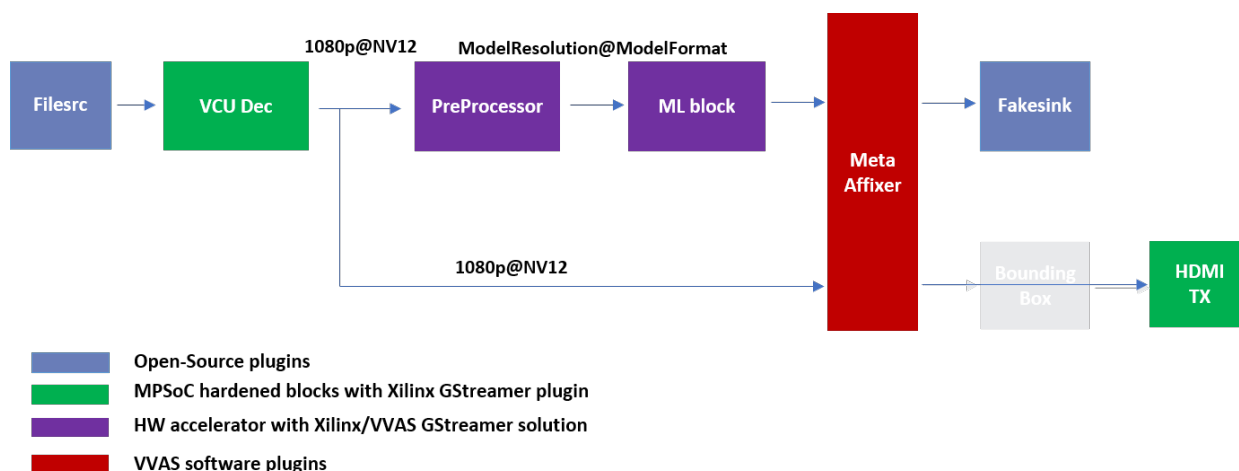 1080p@NV12
ModelResolution@ModelFormat
Filesrc
VCU Dec
PreProcessor
ML block
Fakesink
Meta
Affixer
1080p@NV12
Bounding
Box
HDMI
TX
Open-Source plugins
MPSoC hardened blocks with Xilinx GStreamer plugin
HW accelerator with Xilinx/VVAS GStreamer solution
VVAS software plugins